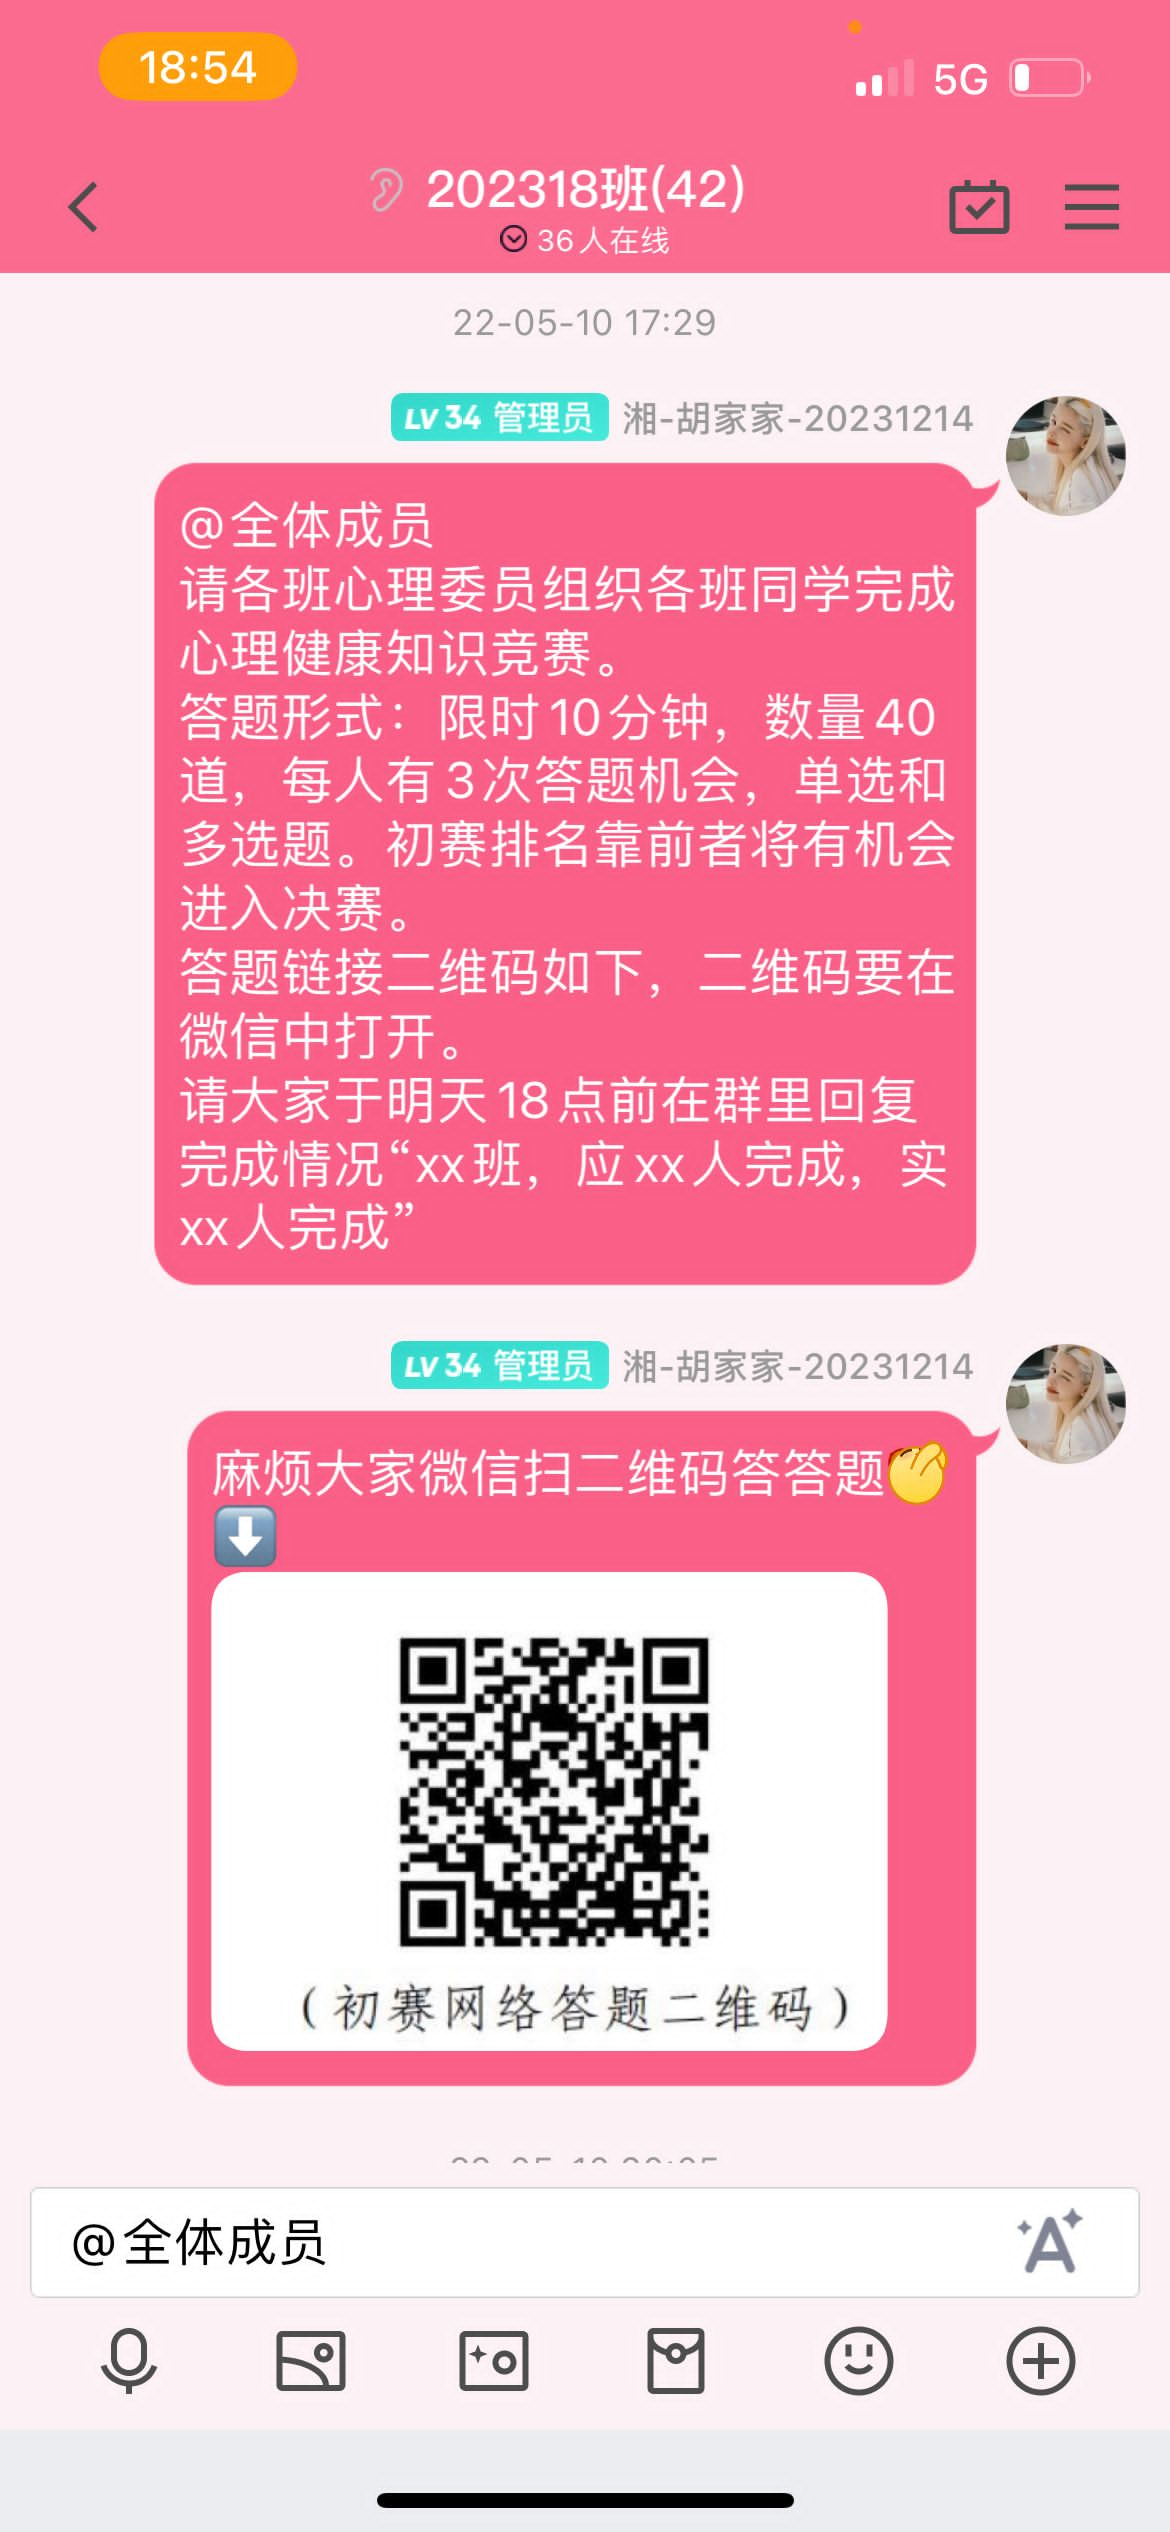 18:54
5G
202318班(42)
36人在线
22-05-10 17:29
LV 34 管理员 湘-胡家家-20231214
@全体成员
请各班心理委员组织各班同学完成
心理健康知识竞赛。
答题形式：限时10分钟，数量40
道，每人有3次答题机会，单选和
多选题。初赛排名靠前者将有机会
进入决赛。
答题链接二维码如下，二维码要在
微信中打开。
请大家于明天18点前在群里回复
完成情况“xx班，应xx人完成，实
xx人完成”
LV 34 管理员 湘-胡家家-20231214
麻烦大家微信扫二维码答答题
（初赛网络答题二维码）
@全体成员